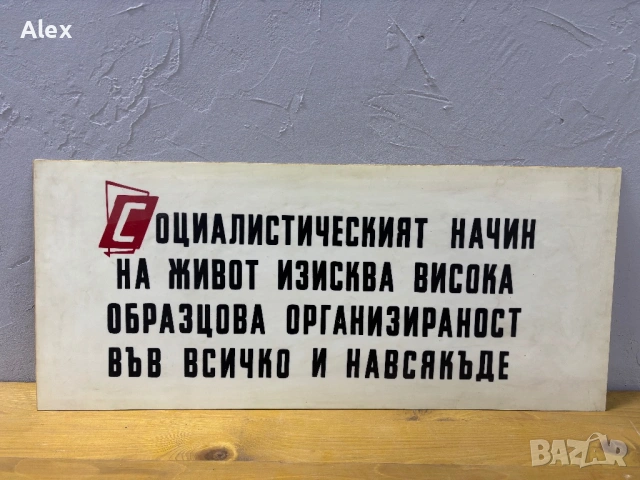 Alex
СОЦИАЛИСТИЧЕСКИЯТ НАЧИН
НА ЖИВОТ ИЗИСКВА ВИСОКА
ОБРАЗЦОВА ОРГАНИЗИРАНОСТ
ВЪВ ВСИЧКО И НАВСЯКЪДЕ
BAZAR